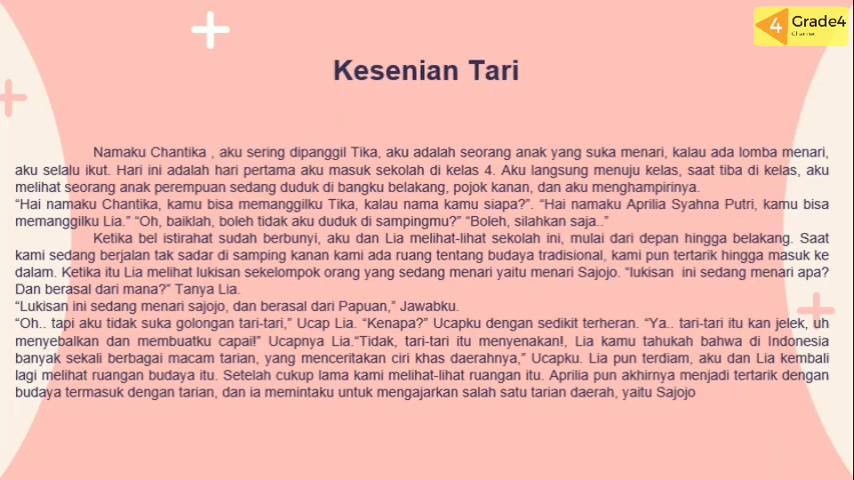 4 Grade4
Channel
Kesenian Tari
Namaku Chantika , aku sering dipanggil Tika, aku adalah seorang anak yang suka menari, kalau ada lomba menari,
aku selalu ikut. Hari ini adalah hari pertama aku masuk sekolah di kelas 4. Aku langsung menuju kelas, saat tiba di kelas, aku
melihat seorang anak perempuan sedang duduk di bangku belakang, pojok kanan, dan aku menghampirinya.
“Hai namaku Chantika, kamu bisa memanggilku Tika, kalau nama kamu siapa?”. “Hai namaku Aprilia Syahna Putri, kamu bisa
memanggilku Lia.” “Oh, baiklah, boleh tidak aku duduk di sampingmu?” “Boleh, silahkan saja..”
Ketika bel istirahat sudah berbunyi, aku dan Lia melihat-lihat sekolah ini, mulai dari depan hingga belakang. Saat
kami sedang berjalan tak sadar di samping kanan kami ada ruang tentang budaya tradisional, kami pun tertarik hingga masuk ke
dalam. Ketika itu Lia melihat lukisan sekelompok orang yang sedang menari yaitu menari Sajojo. “lukisan  ini sedang menari apa?
Dan berasal dari mana?” Tanya Lia.
“Lukisan ini sedang menari sajojo, dan berasal dari Papuan,” Jawabku.
“Oh.. tapi aku tidak suka golongan tari-tari,” Ucap Lia. “Kenapa?” Ucapku dengan sedikit terheran. “Ya.. tari-tari itu kan jelek, uh
menyebalkan dan membuatku capai!” Ucapnya Lia.“Tidak, tari-tari itu menyenakan!, Lia kamu tahukah bahwa di Indonesia
banyak sekali berbagai macam tarian, yang menceritakan ciri khas daerahnya,” Ucapku. Lia pun terdiam, aku dan Lia kembali
lagi melihat ruangan budaya itu. Setelah cukup lama kami melihat-lihat ruangan itu. Aprilia pun akhirnya menjadi tertarik dengan
budaya termasuk dengan tarian, dan ia memintaku untuk mengajarkan salah satu tarian daerah, yaitu Sajojo